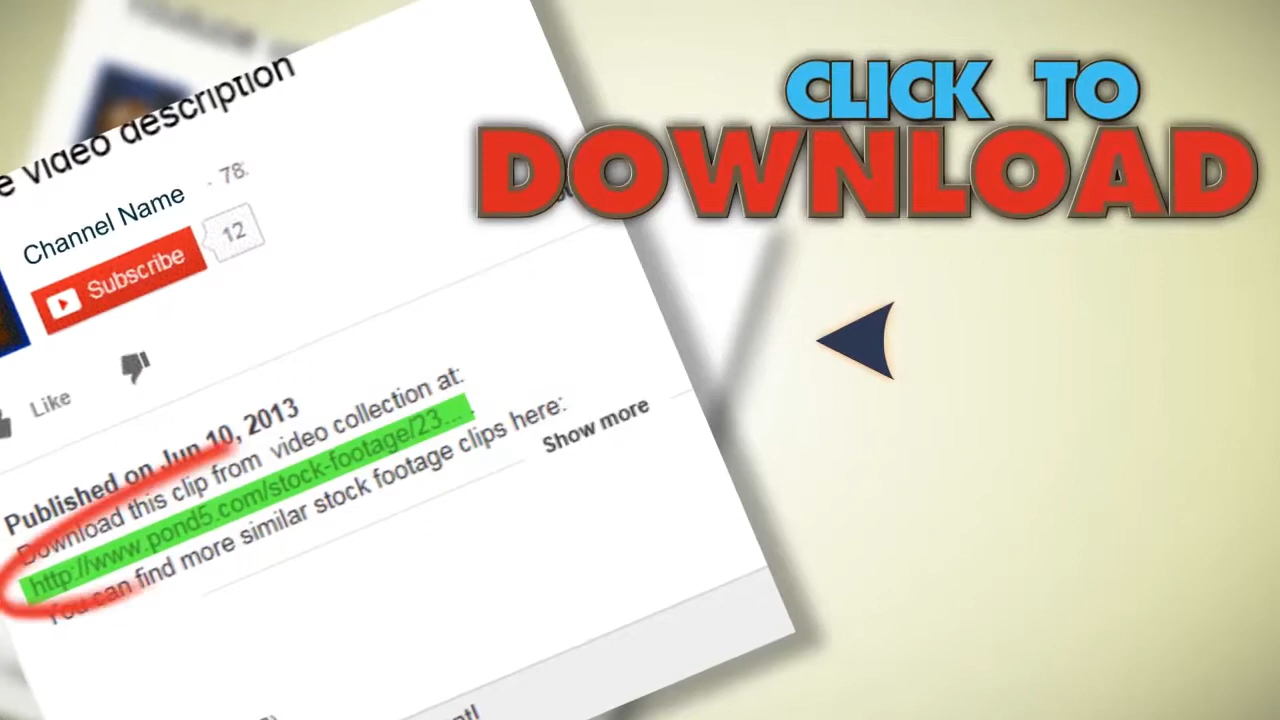 CLICK TO
DOWNLOAD
video description
Channel Name
78
Subscribe
12
Like
Published on Jun 10, 2013
Download this clip from video collection at:
http://www.pond5.com/stock-footage/23...
You can find more similar stock footage clips here:
Show more